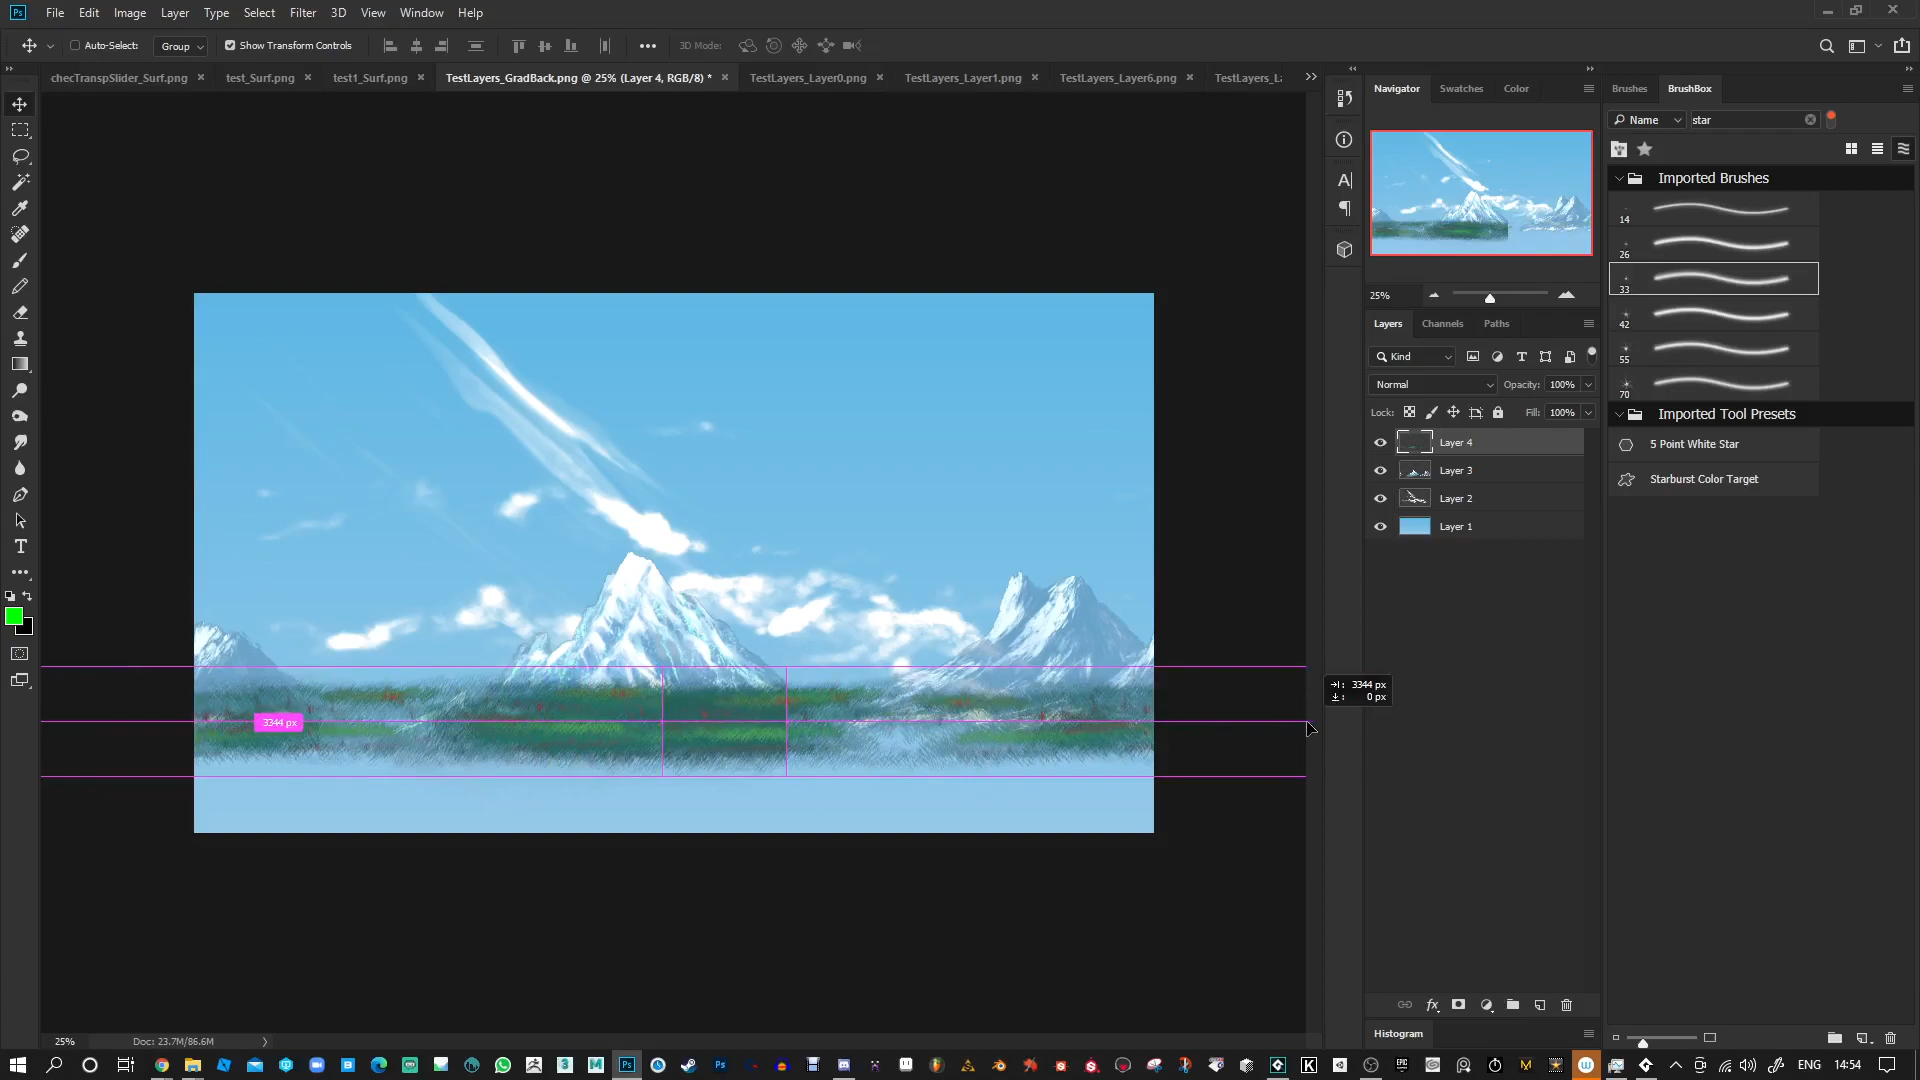 Ps File Edit Image Layer Type Select Filter 3D View Window Help
Auto-Select: Group Show Transform Controls 3D Mode:
checTranspSlider_Surf.png test_Surf.png test1_Surf.png TestLayers_GradBack.png @ 25% (Layer 4, RGB/8) * TestLayers_Layer0.png TestLayers_Layer1.png TestLayers_Layer6.png TestLayers_La
Navigator Swatches Color
Brushes BrushBox
Name star
Imported Brushes
14
26
33
42
55
70
Imported Tool Presets
5 Point White Star
Starburst Color Target
25%
Layers Channels Paths
Kind
Normal Opacity: 100%
Lock: Fill: 100%
Layer 4
Layer 3
Layer 2
Layer 1
3344 px
0 px
3344 px
Histogram
25% Doc: 23.7M/86.6M
ENG 14:54